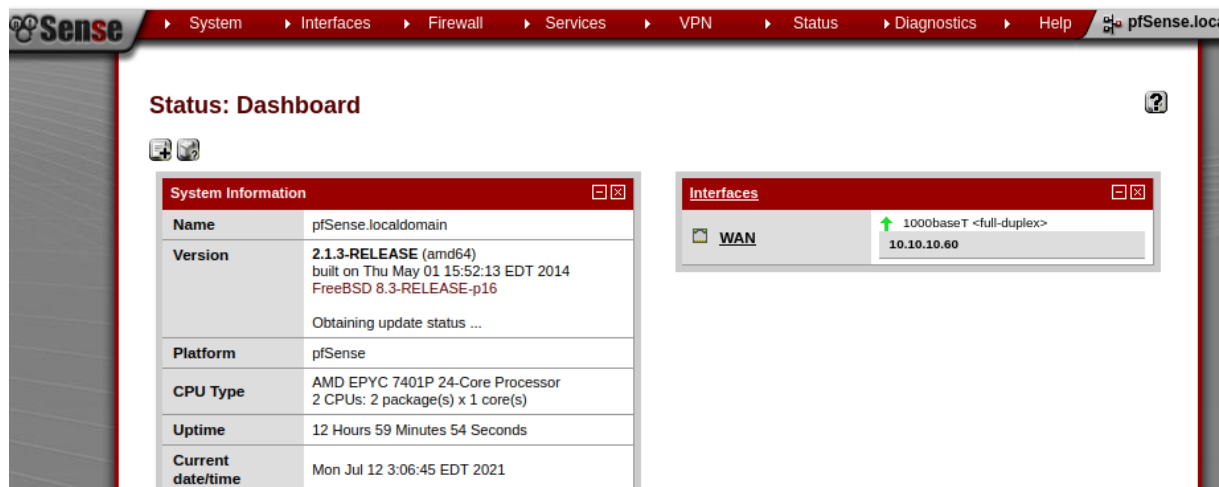 Sense System Interfaces Firewall Services VPN Status Diagnostics Help pfSense.loca
Status: Dashboard
System Information
Name pfSense.localdomain
Version 2.1.3-RELEASE (amd64)
built on Thu May 01 15:52:13 EDT 2014
FreeBSD 8.3-RELEASE-p16
Obtaining update status ...
Platform pfSense
CPU Type AMD EPYC 7401P 24-Core Processor
2 CPUs: 2 package(s) x 1 core(s)
Uptime 12 Hours 59 Minutes 54 Seconds
Current date/time Mon Jul 12 3:06:45 EDT 2021
Interfaces
WAN 1000baseT <full-duplex>
10.10.10.60